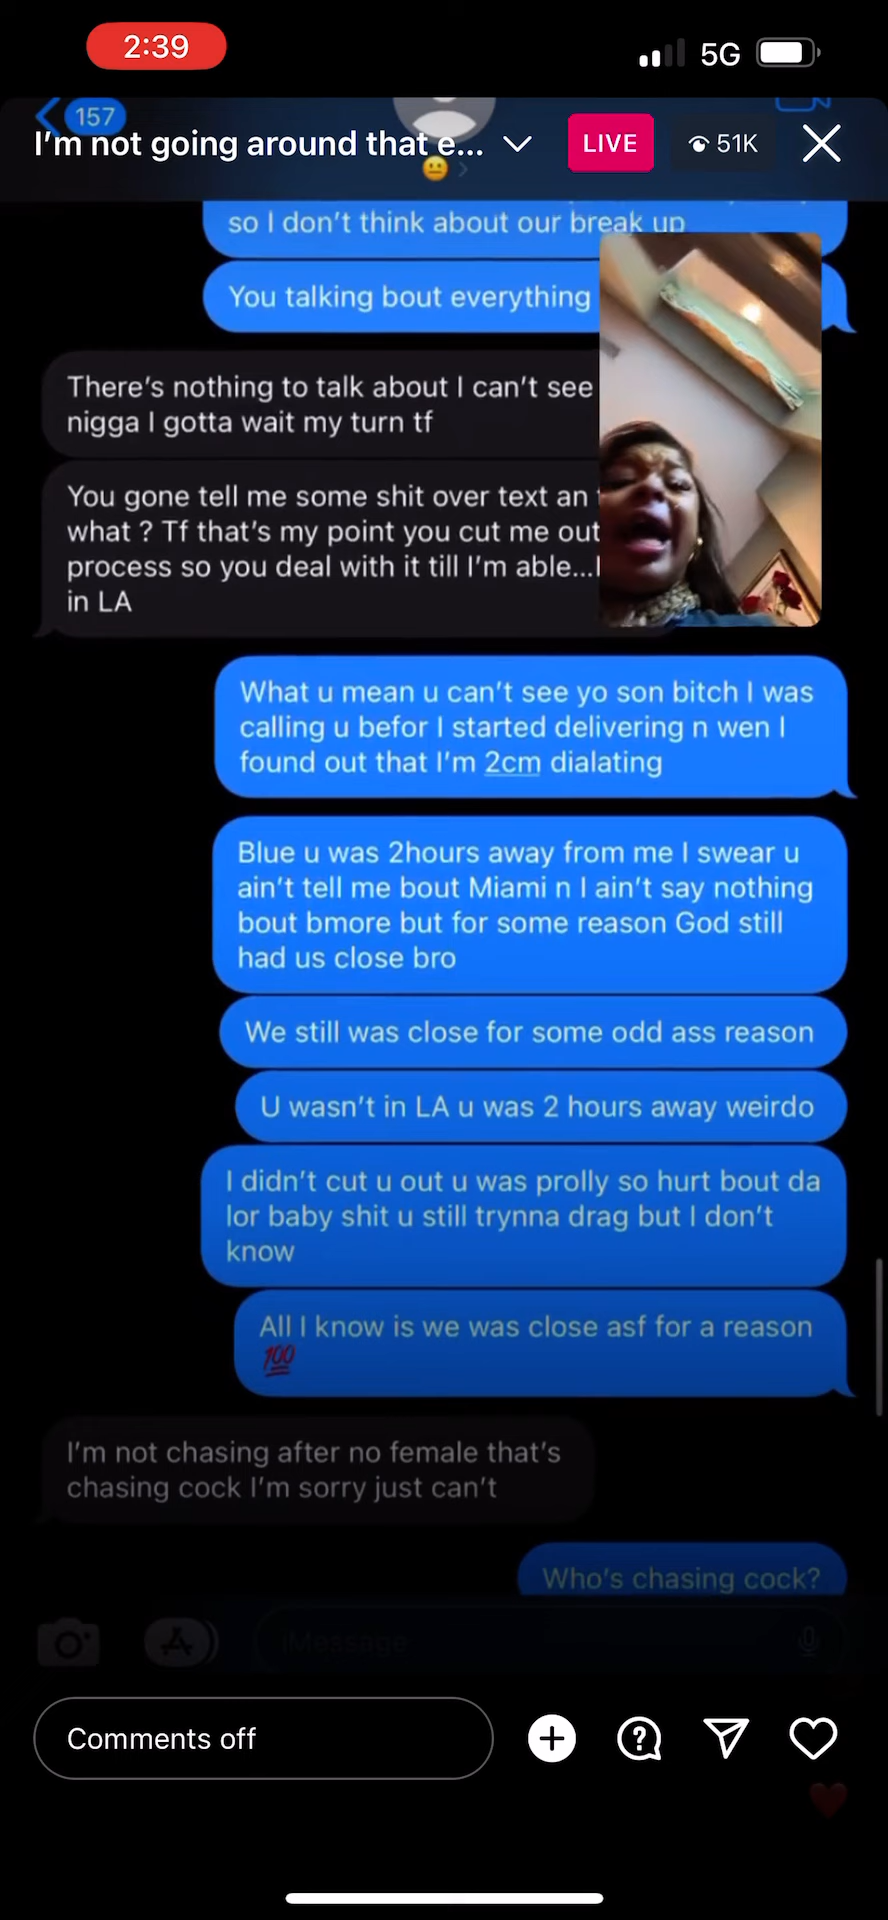 2:39
5G
157
I'm not going around that e...
LIVE
51K
so I don't think about our break up
You talking bout everything
There's nothing to talk about I can't see
nigga I gotta wait my turn tf
You gone tell me some shit over text an
what ? Tf that's my point you cut me out
process so you deal with it till I'm able...
in LA
What u mean u can't see yo son bitch I was
calling u befor I started delivering n wen I
found out that I'm 2cm dialating
Blue u was 2hours away from me I swear u
ain't tell me bout Miami n I ain't say nothing
bout bmore but for some reason God still
had us close bro
We still was close for some odd ass reason
U wasn't in LA u was 2 hours away weirdo
I didn't cut u out u was prolly so hurt bout da
lor baby shit u still trynna drag but I don't
know
All I know is we was close asf for a reason
💯
I'm not chasing after no female that's
chasing cock I'm sorry just can't
Who's chasing cock?
iMessage
Comments off